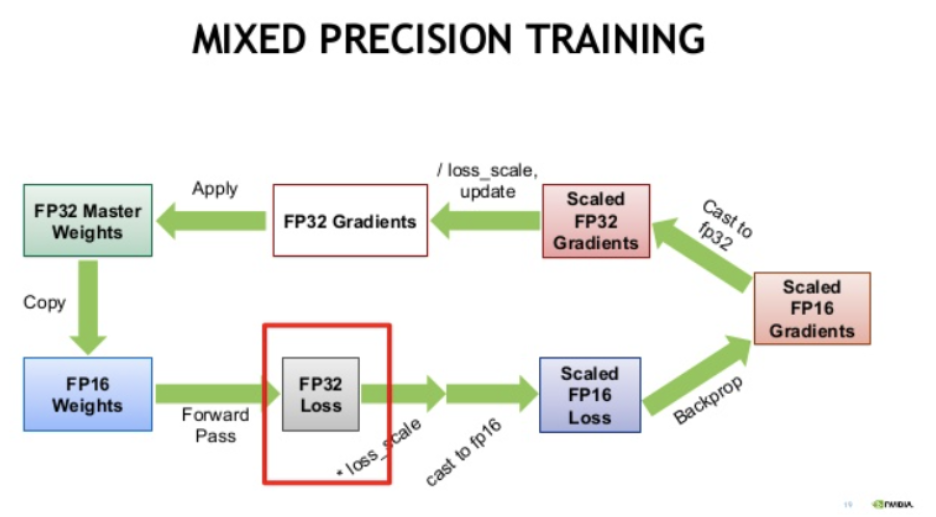 MIXED PRECISION TRAINING
/ loss_scale,
update
Apply
Cast to
fp32
FP32 Master
Weights
FP32 Gradients
Scaled
FP32
Gradients
Scaled
FP16
Gradients
Copy
FP16
Weights
Forward
Pass
FP32
Loss
* loss_scale
cast to fp16
Scaled
FP16
Loss
Backprop
19
NVIDIA.